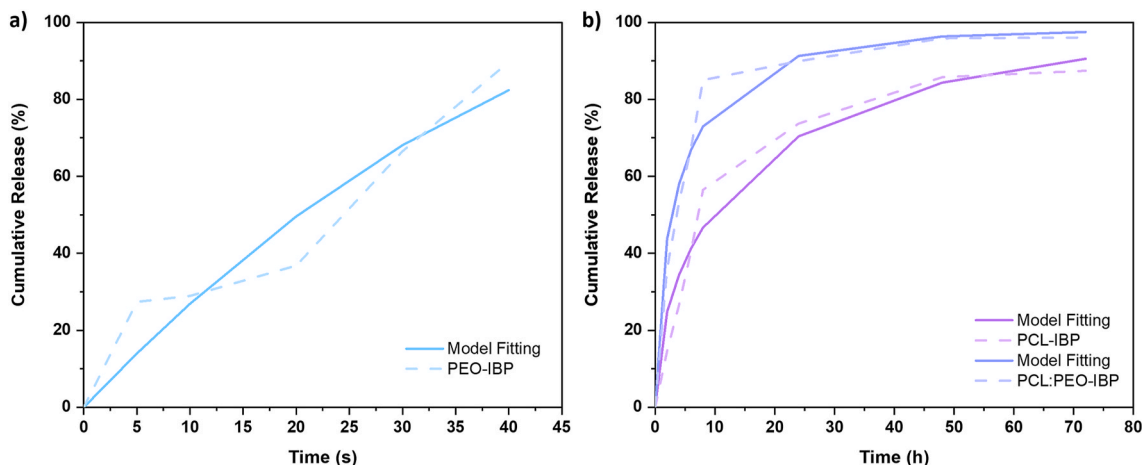 a)
100
80
60
40
20
0
Cumulative Release (%)
0 5 10 15 20 25 30 35 40 45
Time (s)
Model Fitting
PEO-IBP
b)
100
80
60
40
20
0
Cumulative Release (%)
0 10 20 30 40 50 60 70 80
Time (h)
Model Fitting
PCL-IBP
Model Fitting
PCL:PEO-IBP